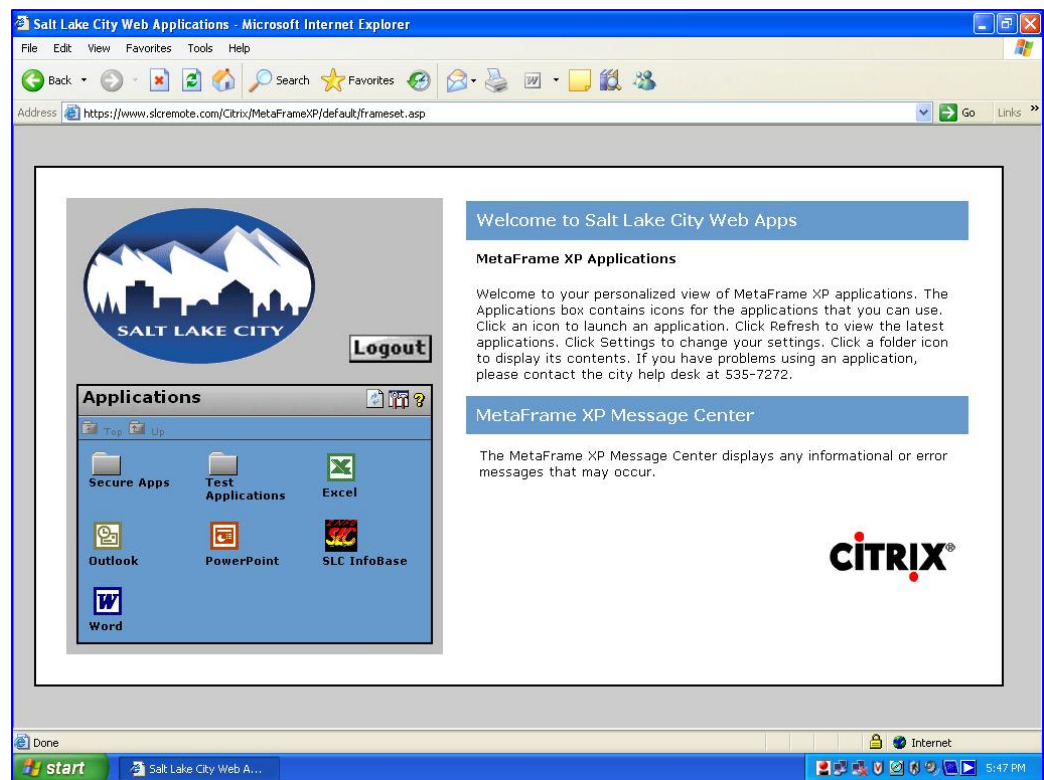 Salt Lake City Web Applications - Microsoft Internet Explorer
File Edit View Favorites Tools Help
Back Search Favorites
Address https://www.slcremote.com/Citrix/MetaFrameXP/default/frameset.asp Go Links »
SALT LAKE CITY
Logout
Applications
Top Up
Secure Apps Test Applications Excel
Outlook PowerPoint SLC InfoBase
Word
Welcome to Salt Lake City Web Apps
MetaFrame XP Applications
Welcome to your personalized view of MetaFrame XP applications. The
Applications box contains icons for the applications that you can use.
Click an icon to launch an application. Click Refresh to view the latest
applications. Click Settings to change your settings. Click a folder icon
to display its contents. If you have problems using an application,
please contact the city help desk at 535-7272.
MetaFrame XP Message Center
The MetaFrame XP Message Center displays any informational or error
messages that may occur.
CITRIX®
Done Internet
start Salt Lake City Web A... 5:47 PM